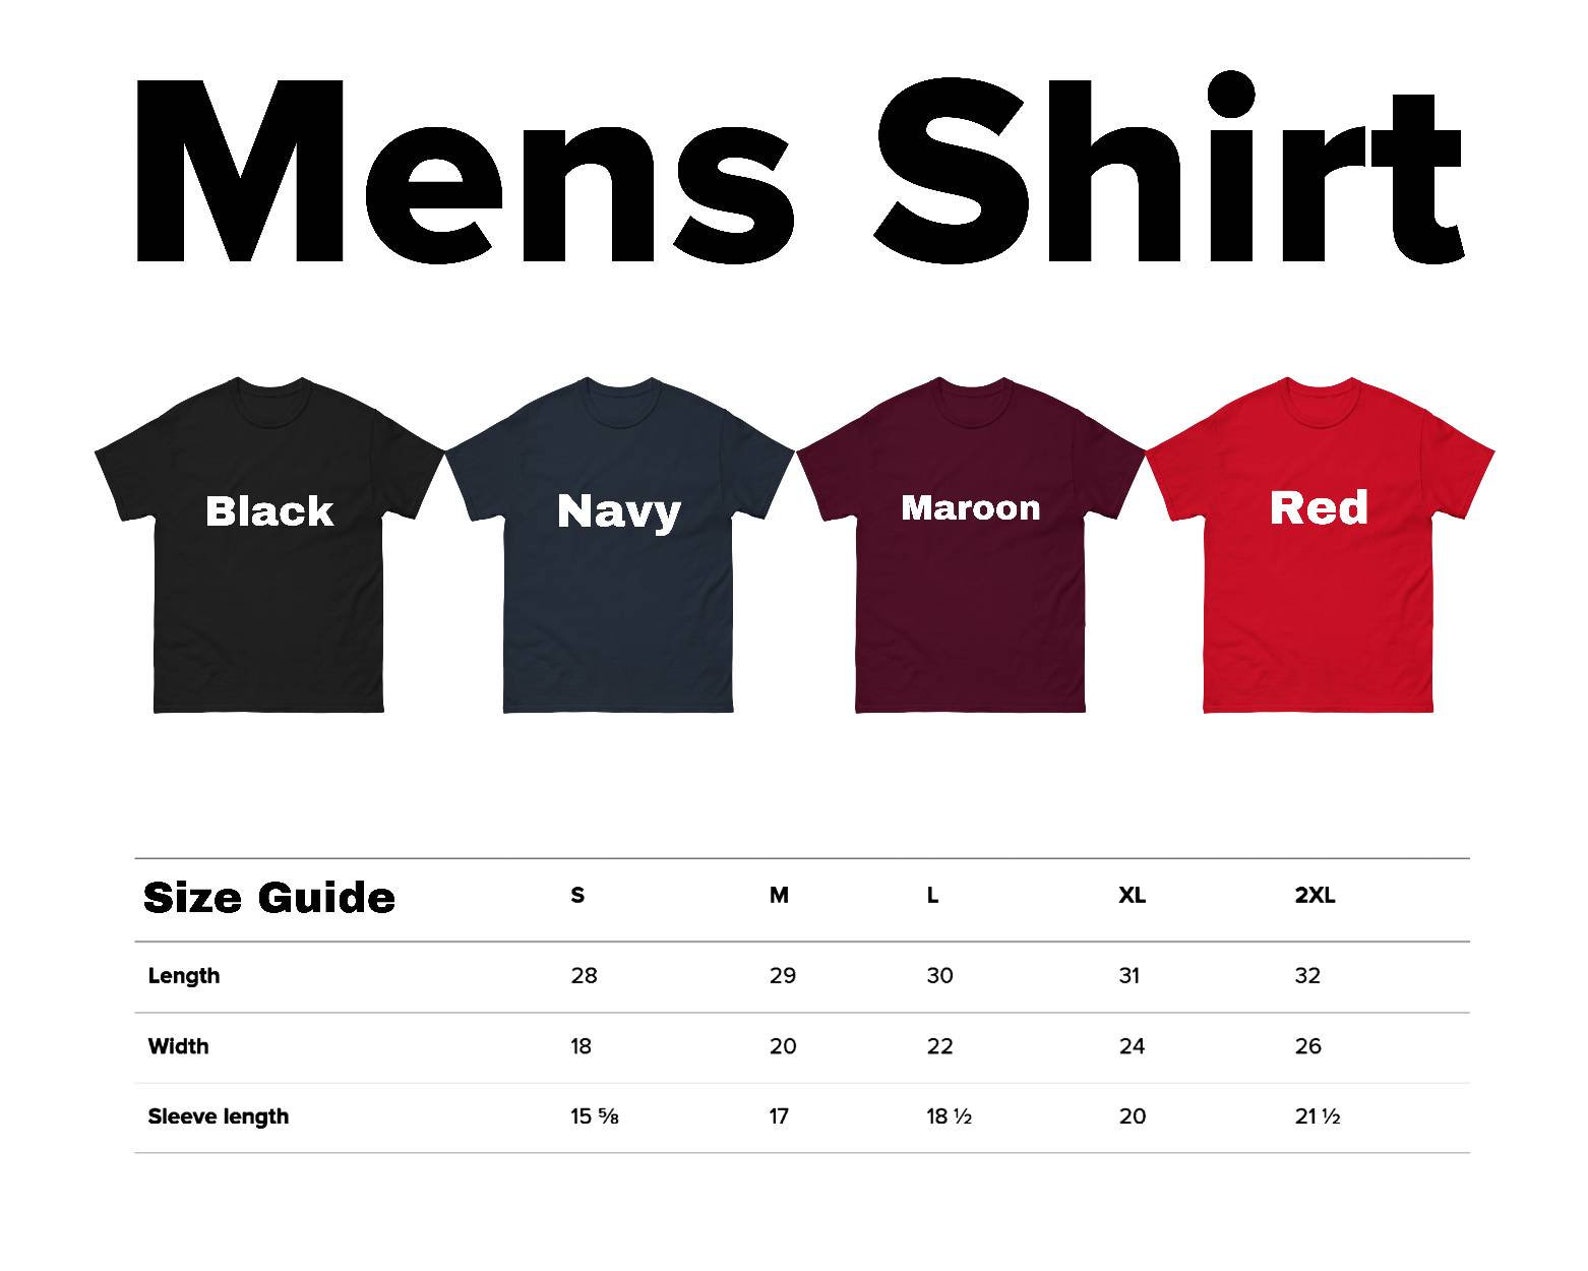 Mens Shirt
Black Navy Maroon Red
Size Guide S M L XL 2XL
Length 28 29 30 31 32
Width 18 20 22 24 26
Sleeve length 15 ⅝ 17 18 ½ 20 21 ½